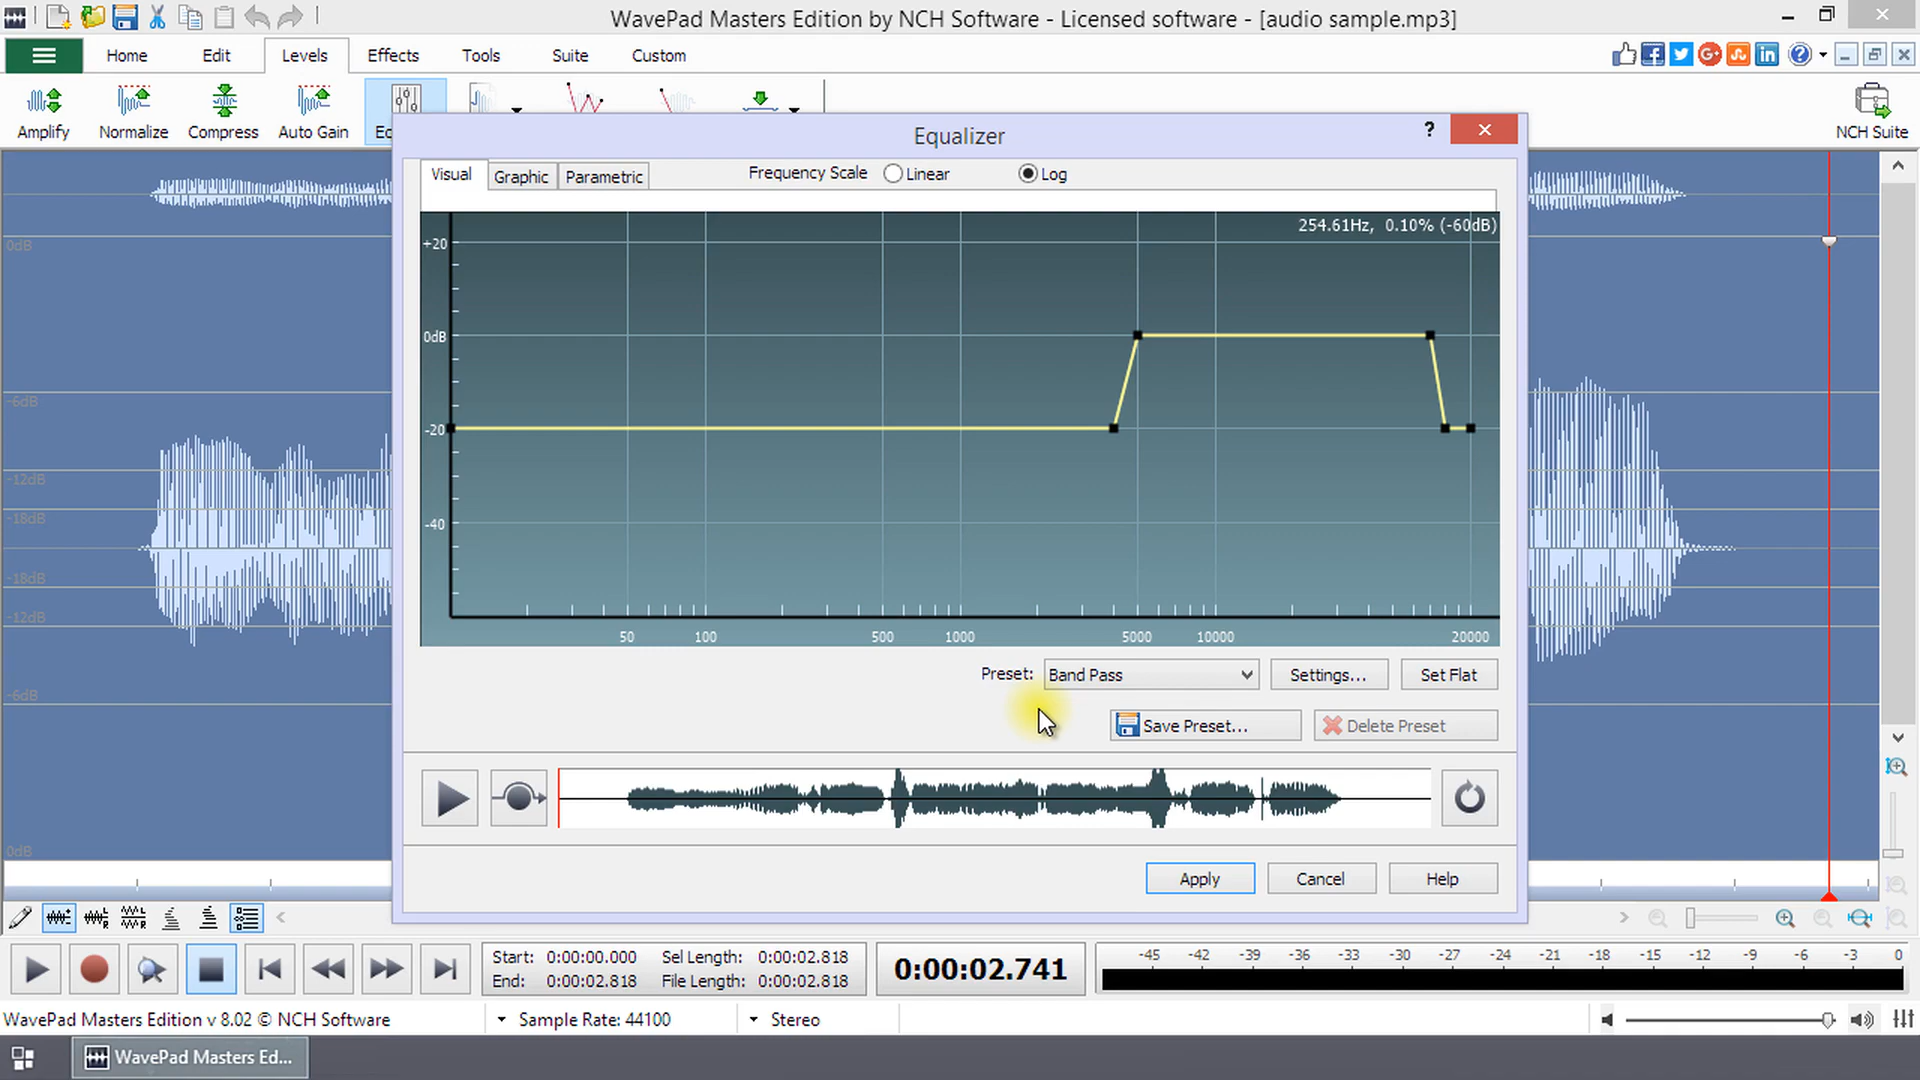 WavePad Masters Edition by NCH Software - Licensed software - [audio sample.mp3]
Home Edit Levels Effects Tools Suite Custom
Amplify Normalize Compress Auto Gain NCH Suite
Equalizer
?
Visual Graphic Parametric Frequency Scale Linear Log
254.61Hz, 0.10% (-60dB)
+20
0dB
-20
-40
50 100 500 1000 5000 10000 20000
Preset: Band Pass Settings... Set Flat
Save Preset... Delete Preset
Apply Cancel Help
0dB
-6dB
-12dB
-18dB
-18dB
-12dB
-6dB
0dB
Start: 0:00:00.000 Sel Length: 0:00:02.818
End: 0:00:02.818 File Length: 0:00:02.818
0:00:02.741
-45 -42 -39 -36 -33 -30 -27 -24 -21 -18 -15 -12 -9 -6 -3 0
WavePad Masters Edition v 8.02 © NCH Software Sample Rate: 44100 Stereo
WavePad Masters Ed...